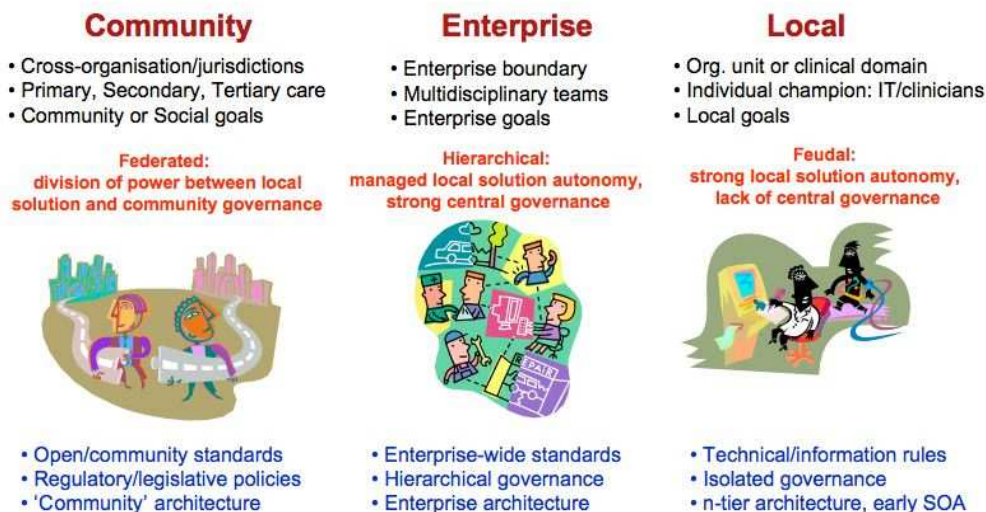 Community
• Cross-organisation/jurisdictions
• Primary, Secondary, Tertiary care
• Community or Social goals
Federated:
division of power between local
solution and community governance
• Open/community standards
• Regulatory/legislative policies
• ‘Community’ architecture
Enterprise
• Enterprise boundary
• Multidisciplinary teams
• Enterprise goals
Hierarchical:
managed local solution autonomy,
strong central governance
REPAIR
• Enterprise-wide standards
• Hierarchical governance
• Enterprise architecture
Local
• Org. unit or clinical domain
• Individual champion: IT/clinicians
• Local goals
Feudal:
strong local solution autonomy,
lack of central governance
• Technical/information rules
• Isolated governance
• n-tier architecture, early SOA